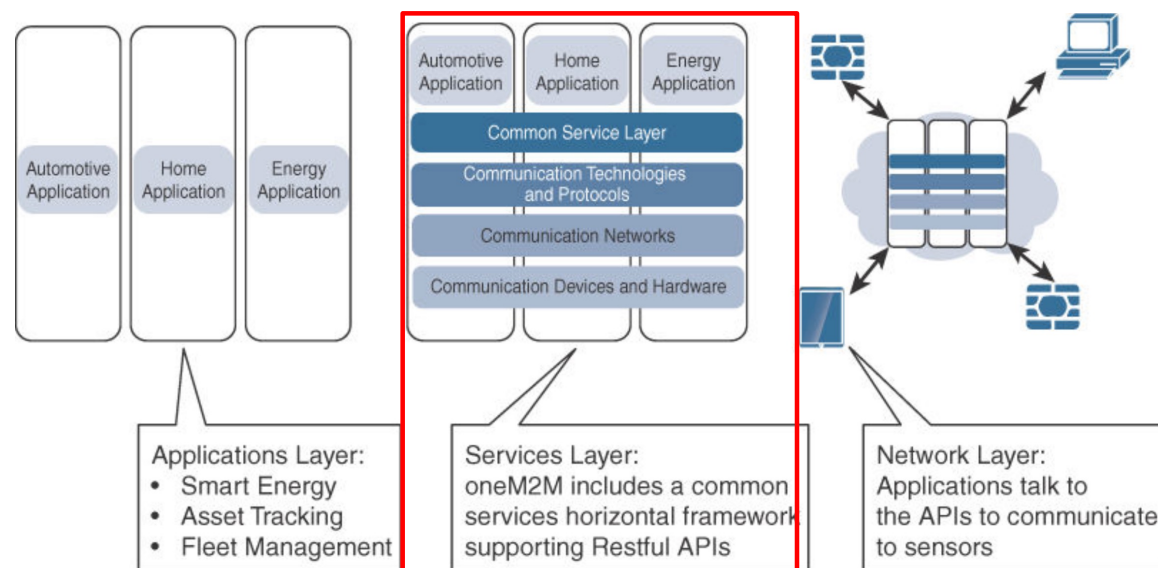 Automotive
Application
Home
Application
Energy
Application
Applications Layer:
• Smart Energy
• Asset Tracking
• Fleet Management
Automotive
Application
Home
Application
Energy
Application
Common Service Layer
Communication Technologies
and Protocols
Communication Networks
Communication Devices and Hardware
Services Layer:
oneM2M includes a common
services horizontal framework
supporting Restful APIs
Network Layer:
Applications talk to
the APIs to communicate
to sensors